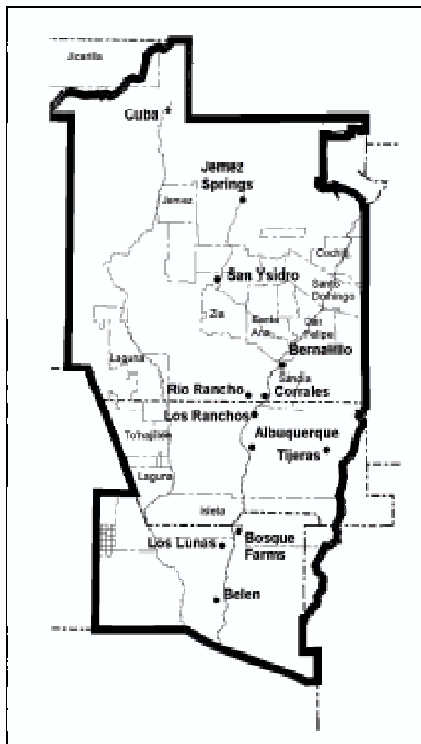 Jicarilla
Cuba
Jemez
Springs
Jemez
Cochiti
San Ysidro
Santo
Domingo
Zia
Santa
Ana
San
Felipe
Bernalillo
Laguna
Sandia
Rio Rancho
Corrales
Los Ranchos
Albuquerque
To'hajiilee
Tijeras
Laguna
Isleta
Los Lunas
Bosque
Farms
Belen